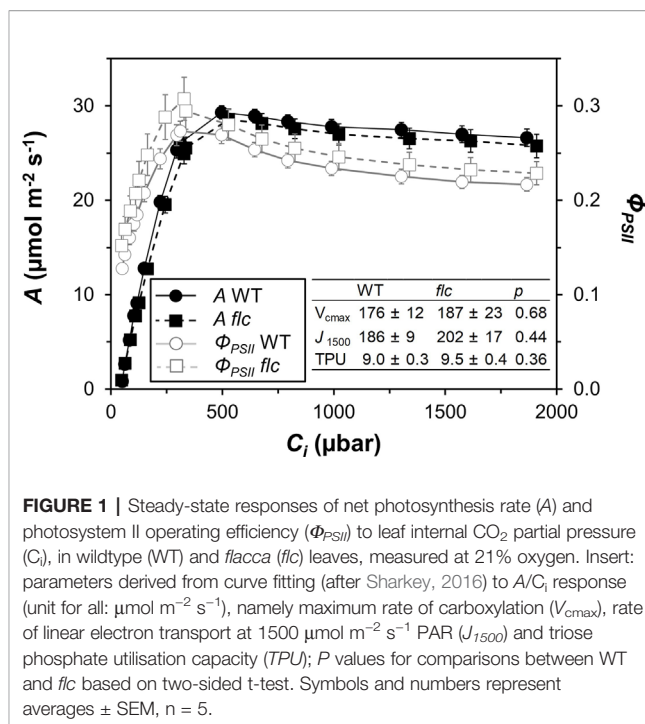 A (µmol m-2 s-1)
30
20
10
0
0.3
0.2
0.1
0.0
ΦPSII
A WT
A flc
ΦPSII WT
ΦPSII flc
WT flc p
Vcmax 176 ± 12 187 ± 23 0.68
J1500 186 ± 9 202 ± 17 0.44
TPU 9.0 ± 0.3 9.5 ± 0.4 0.36
0 500 1000 1500 2000
Ci (µbar)
FIGURE 1 | Steady-state responses of net photosynthesis rate (A) and
photosystem II operating efficiency (ΦPSII) to leaf internal CO2 partial pressure
(Ci), in wildtype (WT) and flacca (flc) leaves, measured at 21% oxygen. Insert:
parameters derived from curve fitting (after Sharkey, 2016) to A/Ci response
(unit for all: µmol m−2 s−1), namely maximum rate of carboxylation (Vcmax), rate
of linear electron transport at 1500 µmol m−2 s−1 PAR (J1500) and triose
phosphate utilisation capacity (TPU); P values for comparisons between WT
and flc based on two-sided t-test. Symbols and numbers represent
averages ± SEM, n = 5.